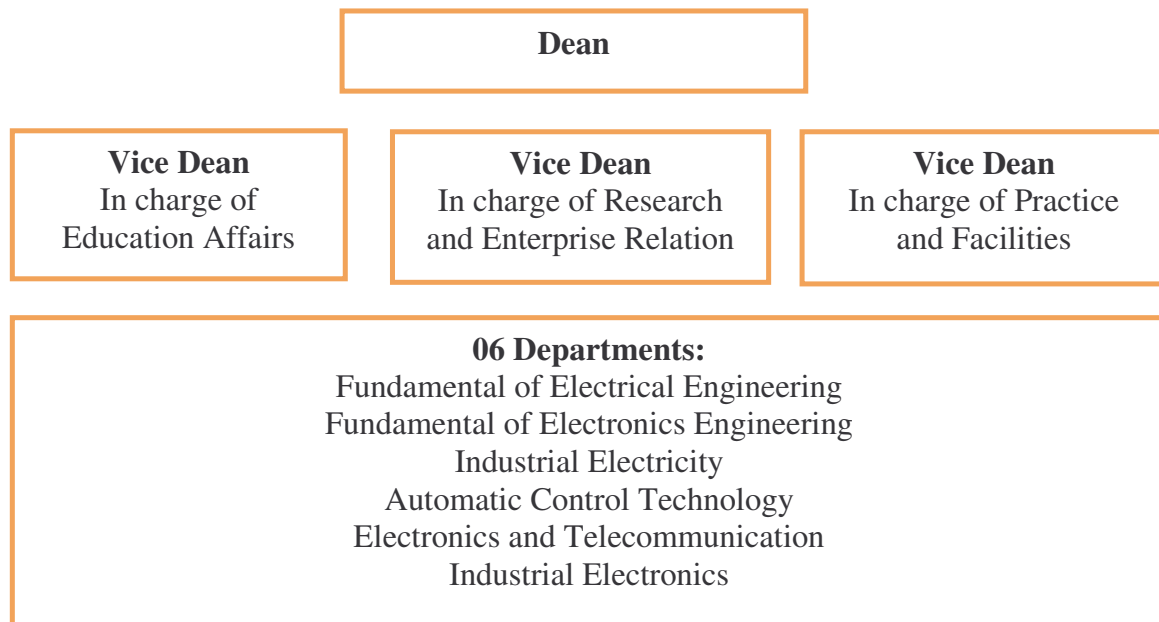 Dean
Vice Dean
In charge of
Education Affairs
Vice Dean
In charge of Research
and Enterprise Relation
Vice Dean
In charge of Practice
and Facilities
06 Departments:
Fundamental of Electrical Engineering
Fundamental of Electronics Engineering
Industrial Electricity
Automatic Control Technology
Electronics and Telecommunication
Industrial Electronics